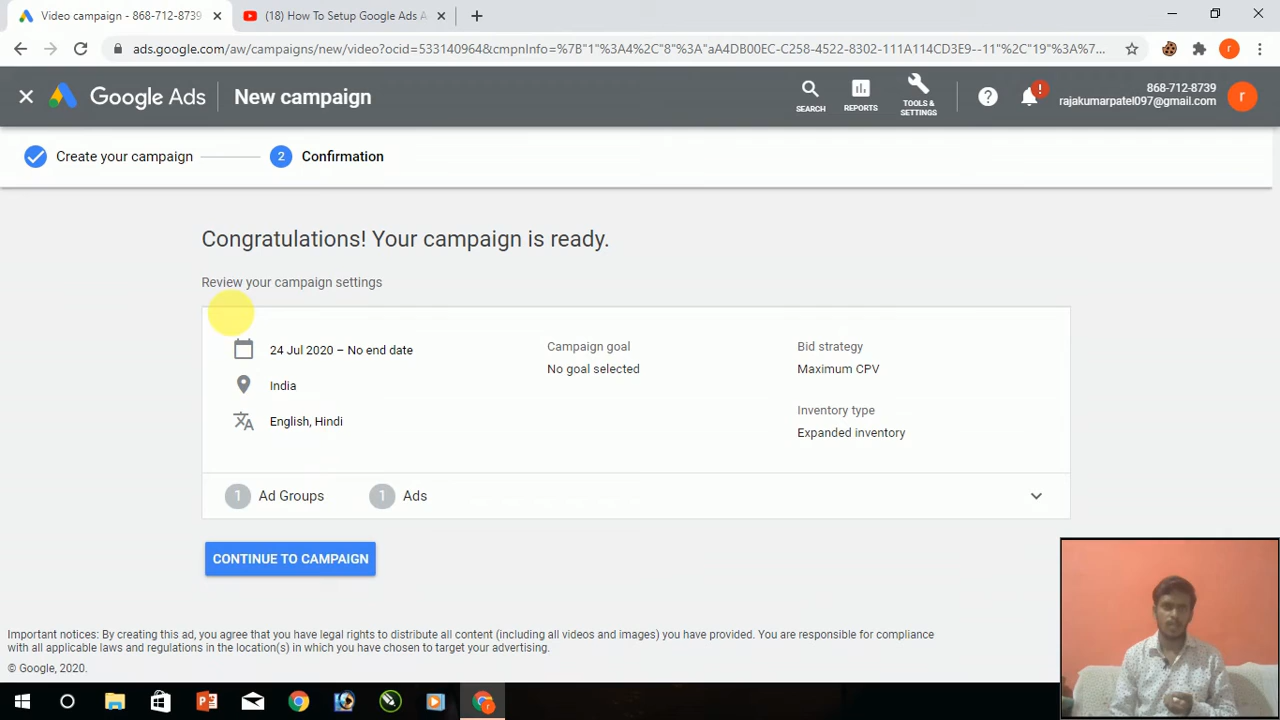 Video campaign - 868-712-8739
(18) How To Setup Google Ads A
ads.google.com/aw/campaigns/new/video?ocid=533140964&cmpnInfo=%7B"1"%3A4%2C"8"%3A"aA4DB00EC-C258-4522-8302-111A114CD3E9--11"%2C"19"%3A%7...
r
Google Ads
New campaign
SEARCH
REPORTS
TOOLS &
SETTINGS
!
868-712-8739
rajakumarpatel097@gmail.com
r
Create your campaign
2 Confirmation
Congratulations! Your campaign is ready.
Review your campaign settings
24 Jul 2020 – No end date
India
English, Hindi
Campaign goal
No goal selected
Bid strategy
Maximum CPV
Inventory type
Expanded inventory
1 Ad Groups
1 Ads
CONTINUE TO CAMPAIGN
Important notices: By creating this ad, you agree that you have legal rights to distribute all content (including all videos and images) you have provided. You are responsible for compliance
with all applicable laws and regulations in the location(s) in which you have chosen to target your advertising.
© Google, 2020.